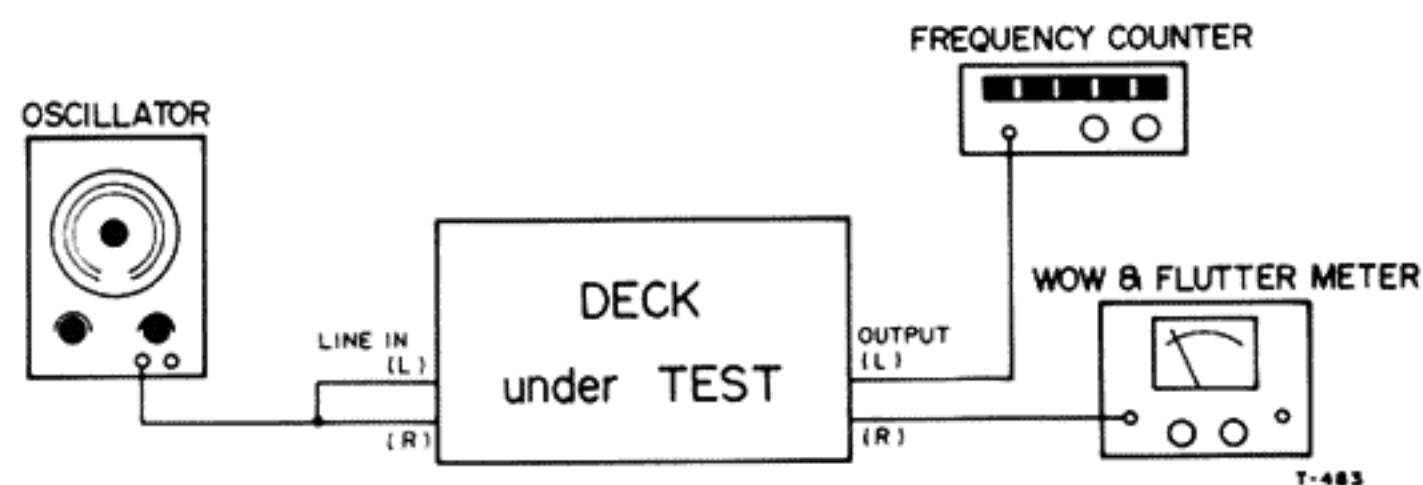 FREQUENCY COUNTER
OSCILLATOR
WOW & FLUTTER METER
DECK
under TEST
LINE IN
(L)
(R)
OUTPUT
(L)
(R)
T-483